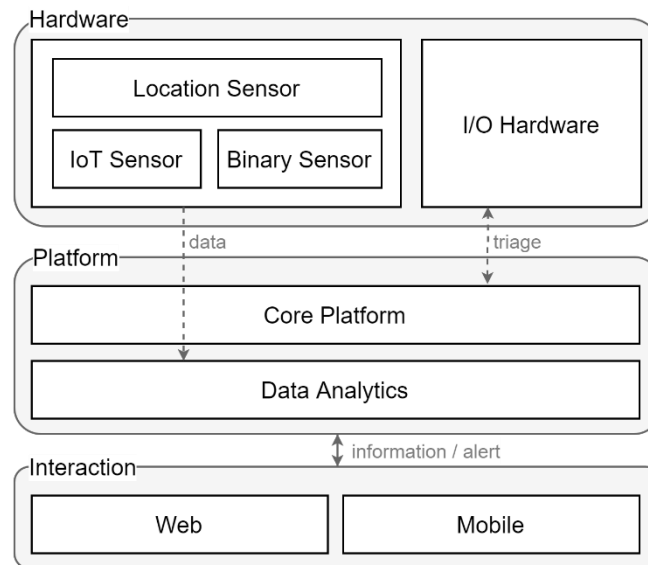 Hardware
Location Sensor
IoT Sensor
Binary Sensor
I/O Hardware
data
triage
Platform
Core Platform
Data Analytics
information / alert
Interaction
Web
Mobile